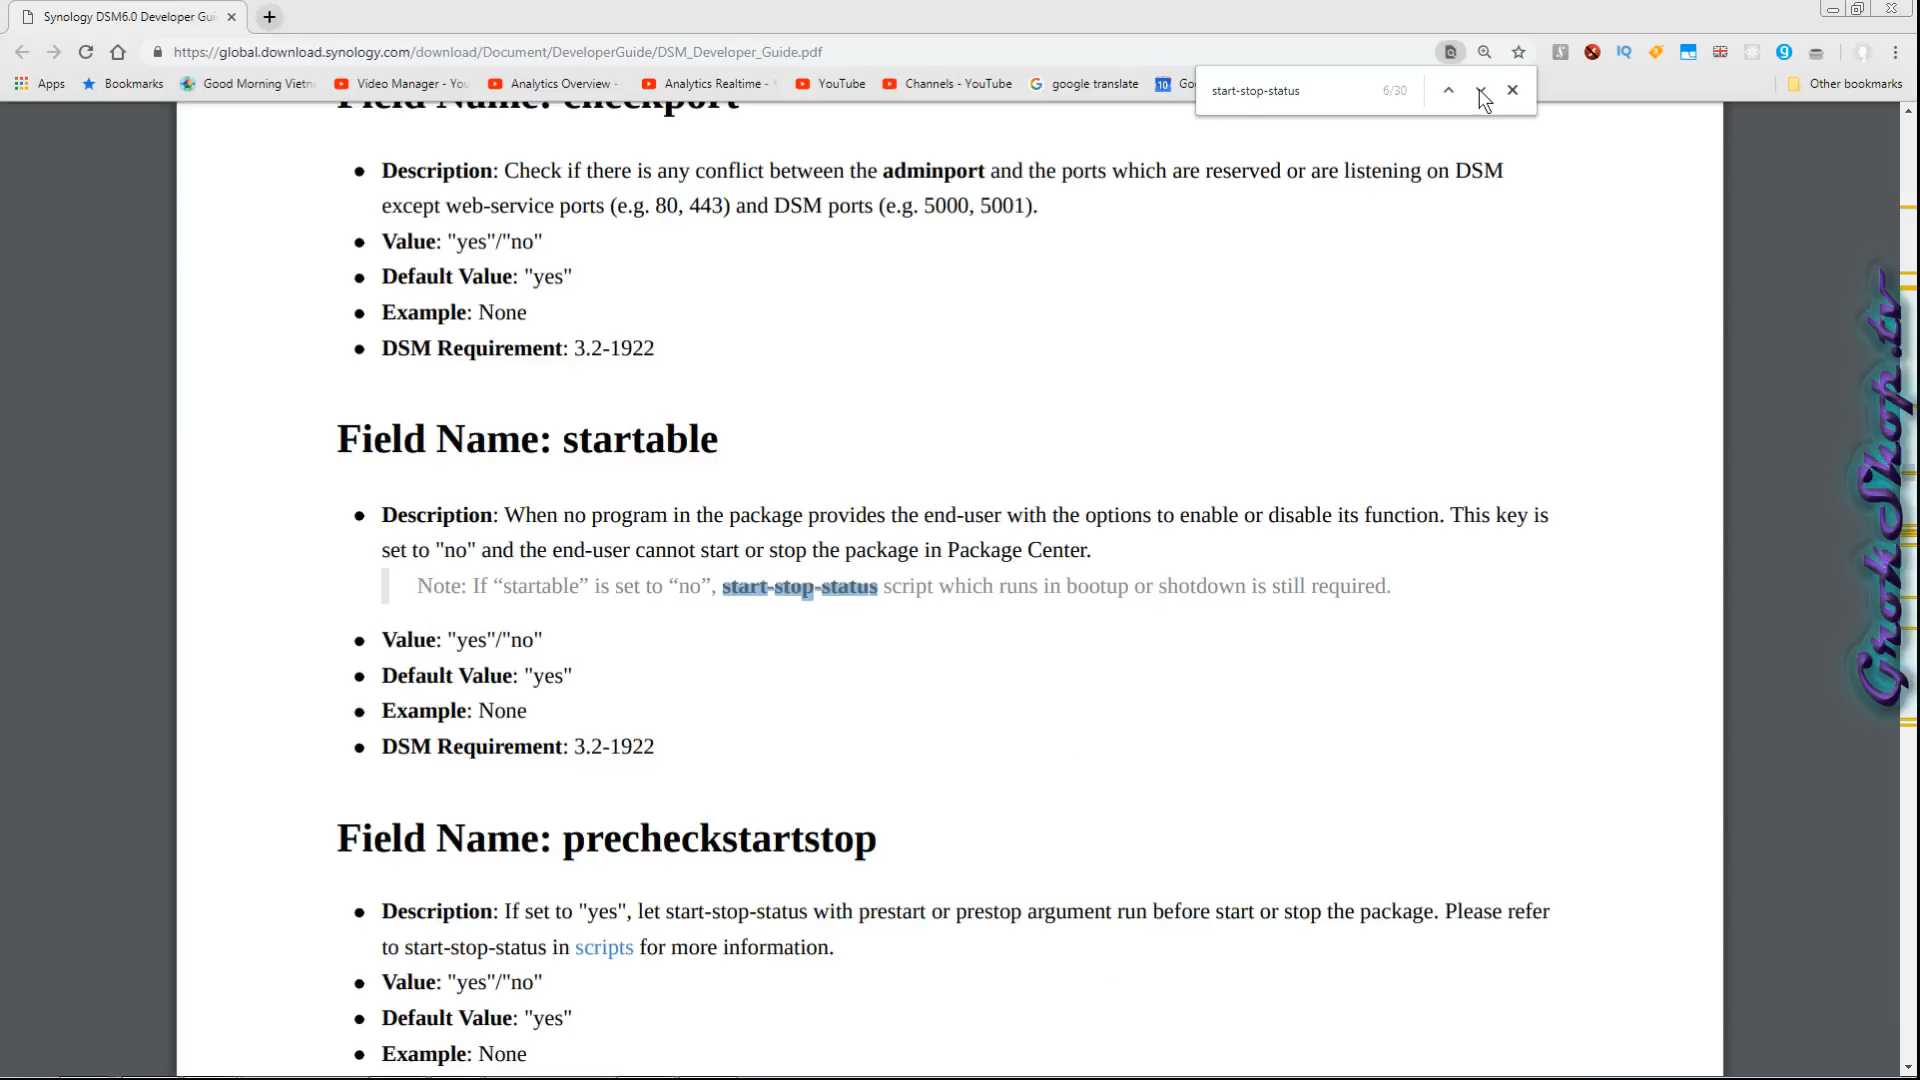 Synology DSM6.0 Developer Gui
https://global.download.synology.com/download/Document/DeveloperGuide/DSM_Developer_Guide.pdf
Apps Bookmarks Good Morning Vietn Video Manager - You Analytics Overview - Analytics Realtime - Y YouTube Channels - YouTube google translate 10 Goo Other bookmarks
start-stop-status 6/30
Field Name: checkport
Description: Check if there is any conflict between the adminport and the ports which are reserved or are listening on DSM
except web-service ports (e.g. 80, 443) and DSM ports (e.g. 5000, 5001).
Value: "yes"/"no"
Default Value: "yes"
Example: None
DSM Requirement: 3.2-1922
Field Name: startable
Description: When no program in the package provides the end-user with the options to enable or disable its function. This key is
set to "no" and the end-user cannot start or stop the package in Package Center.
Note: If “startable” is set to “no”, start-stop-status script which runs in bootup or shotdown is still required.
Value: "yes"/"no"
Default Value: "yes"
Example: None
DSM Requirement: 3.2-1922
Field Name: precheckstartstop
Description: If set to "yes", let start-stop-status with prestart or prestop argument run before start or stop the package. Please refer
to start-stop-status in scripts for more information.
Value: "yes"/"no"
Default Value: "yes"
Example: None
GrokShop.tv